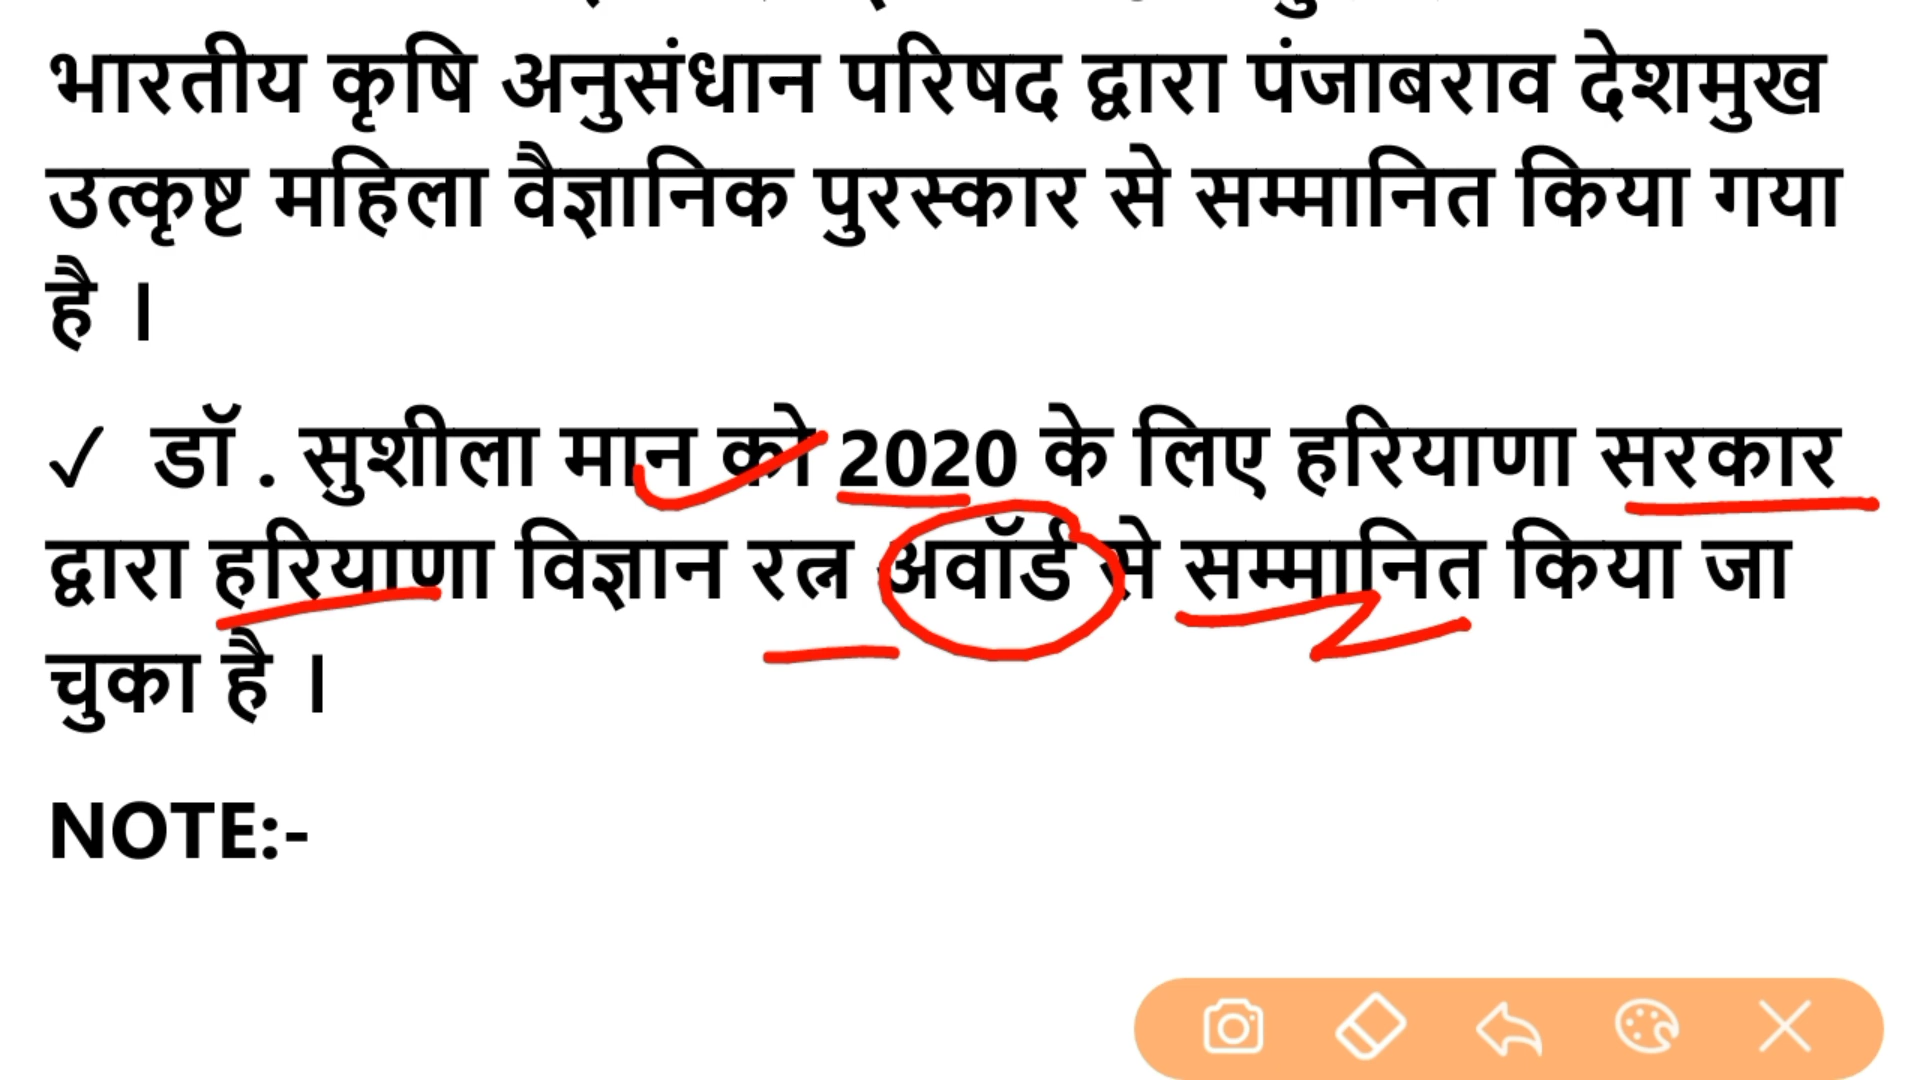 भारतीय कृषि अनुसंधान परिषद द्वारा पंजाबराव देशमुख
उत्कृष्ट महिला वैज्ञानिक पुरस्कार से सम्मानित किया गया
है ।
✓ डॉ . सुशीला मान को 2020 के लिए हरियाणा सरकार
द्वारा हरियाणा विज्ञान रत्न अवॉर्ड से सम्मानित किया जा
चुका है ।
NOTE:-